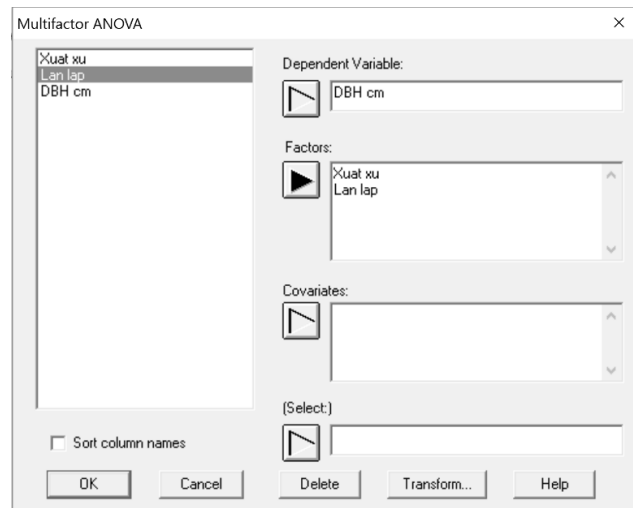 Multifactor ANOVA
Xuat xu
Lan lap
DBH cm
Dependent Variable:
DBH cm
Factors:
Xuat xu
Lan lap
Covariates:
(Select:)
Sort column names
OK Cancel Delete Transform... Help